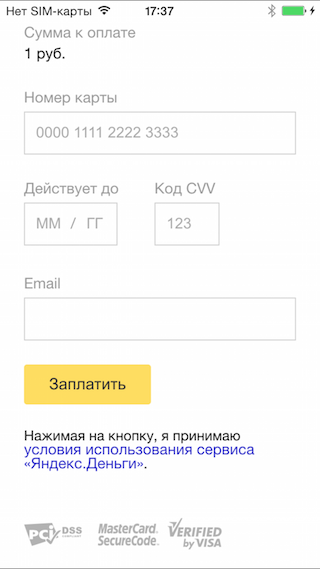 Нет SIM-карты 17:37
Сумма к оплате
1 руб.
Номер карты
0000 1111 2222 3333
Действует до Код CVV
ММ / ГГ 123
Email
Заплатить
Нажимая на кнопку, я принимаю
условия использования сервиса
«Яндекс.Деньги».
PCI DSS COMPLIANT MasterCard. SecureCode. VERIFIED by VISA